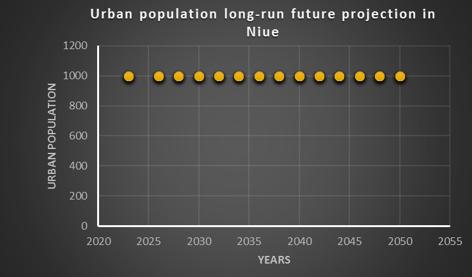 Urban population long-run future projection in
Niue
1200
1000
800
600
400
200
0
URBAN POPULATION
2020 2025 2030 2035 2040 2045 2050 2055
YEARS